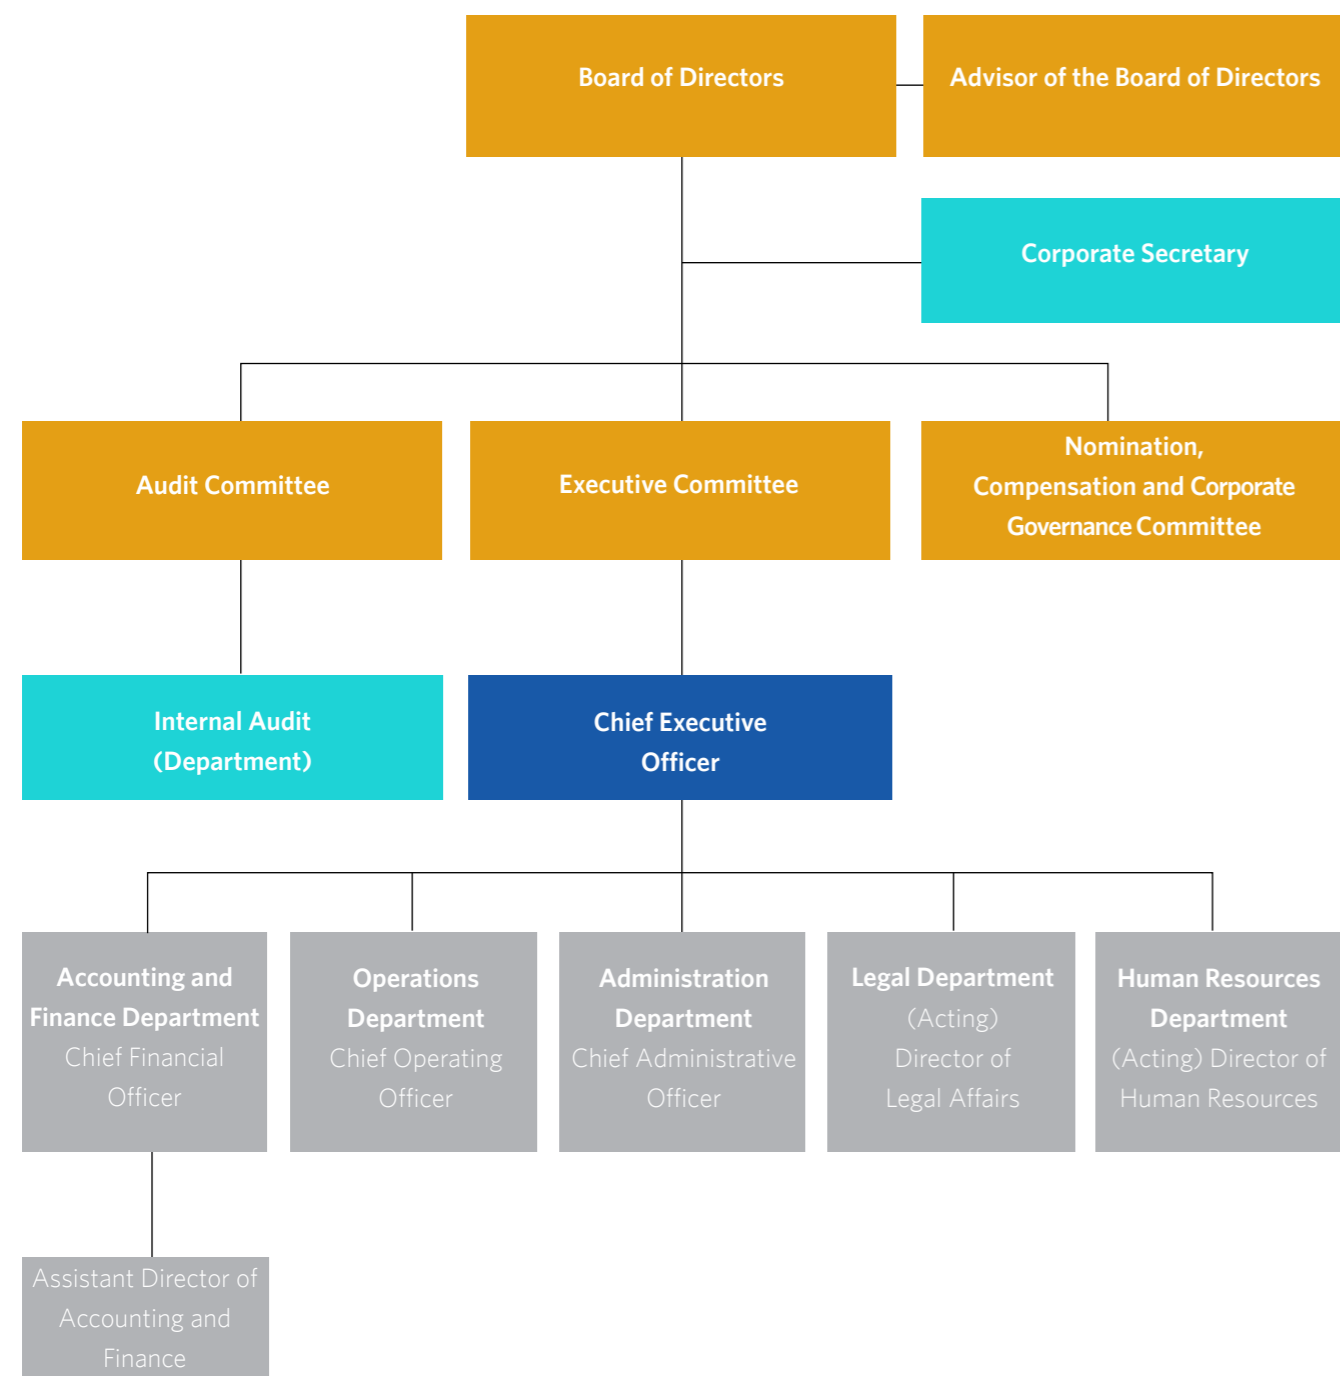 Board of Directors
Advisor of the Board of Directors
Corporate Secretary
Audit Committee
Executive Committee
Nomination,
Compensation and Corporate
Governance Committee
Internal Audit
(Department)
Chief Executive
Officer
Accounting and
Finance Department
Chief Financial
Officer
Operations
Department
Chief Operating
Officer
Administration
Department
Chief Administrative
Officer
Legal Department
(Acting)
Director of
Legal Affairs
Human Resources
Department
(Acting) Director of
Human Resources
Assistant Director of
Accounting and
Finance